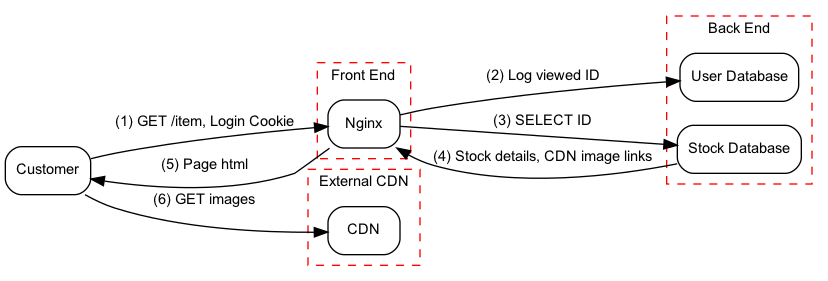 Back End
User Database
Front End
(2) Log viewed ID
(1) GET /item, Login Cookie
Nginx
(3) SELECT ID
Stock Database
(4) Stock details, CDN image links
Customer
(5) Page html
External CDN
(6) GET images
CDN